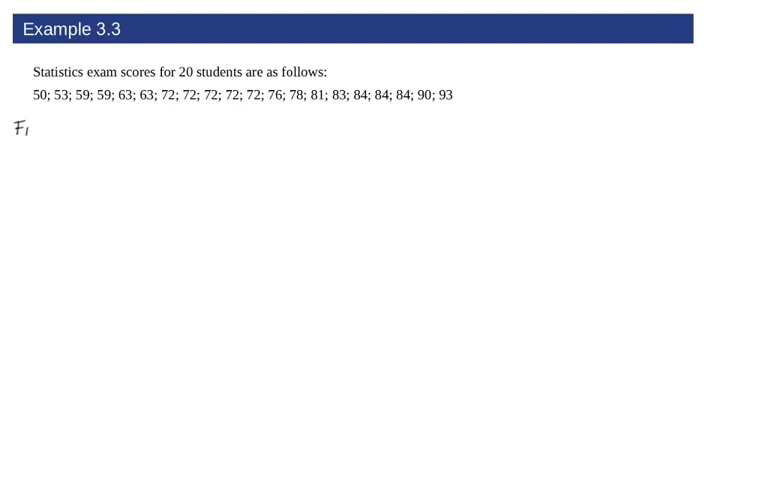 Example 3.3
Statistics exam scores for 20 students are as follows:
50; 53; 59; 59; 63; 63; 72; 72; 72; 72; 72; 76; 78; 81; 83; 84; 84; 84; 90; 93
Fı